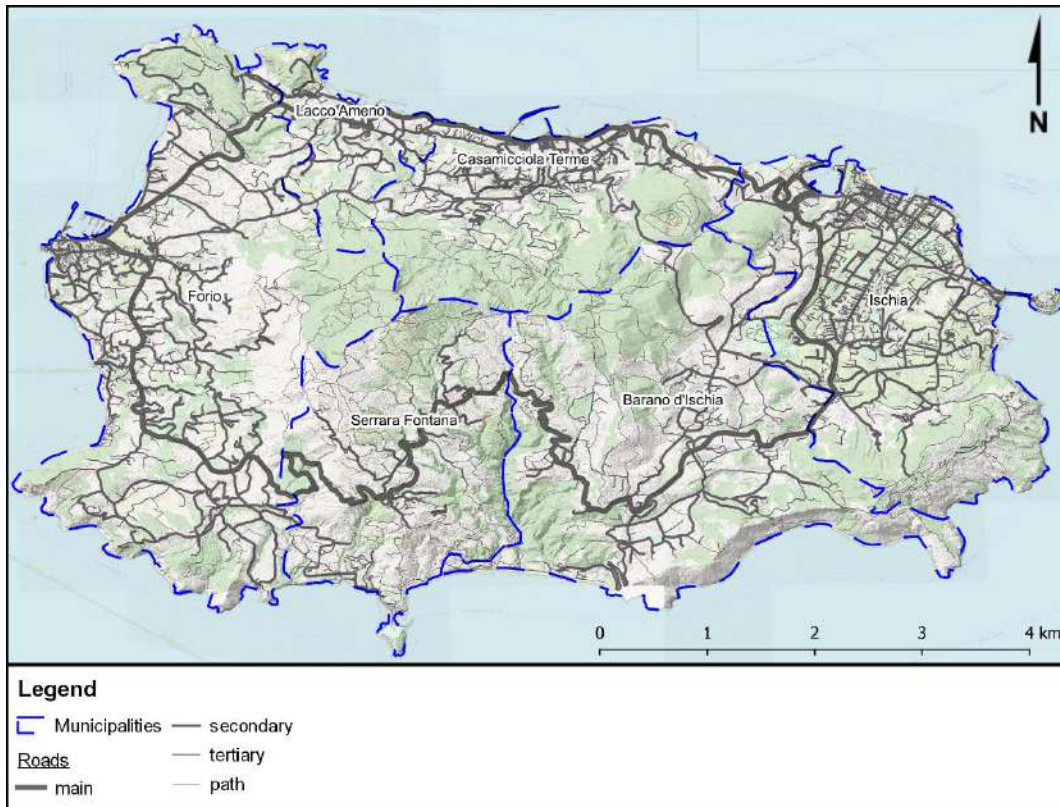 N
Lacco Ameno
Casamicciola Terme
Forio
Ischia
Barano d'Ischia
Serrara Fontana
0 1 2 3 4 km
Legend
Municipalities
Roads
main
secondary
tertiary
path